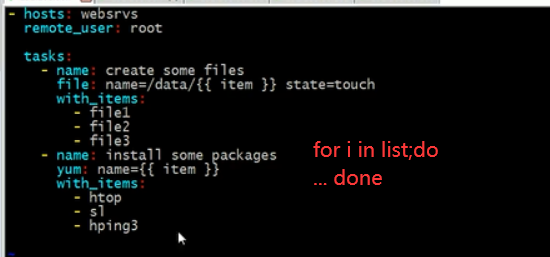 - hosts: websrvs
  remote_user: root

  tasks:
    - name: create some files
      file: name=/data/{{ item }} state=touch
      with_items:
        - file1
        - file2
        - file3
    - name: install some packages
      yum: name={{ item }}
      with_items:
        - htop
        - sl
        - hping3
for i in list;do
... done